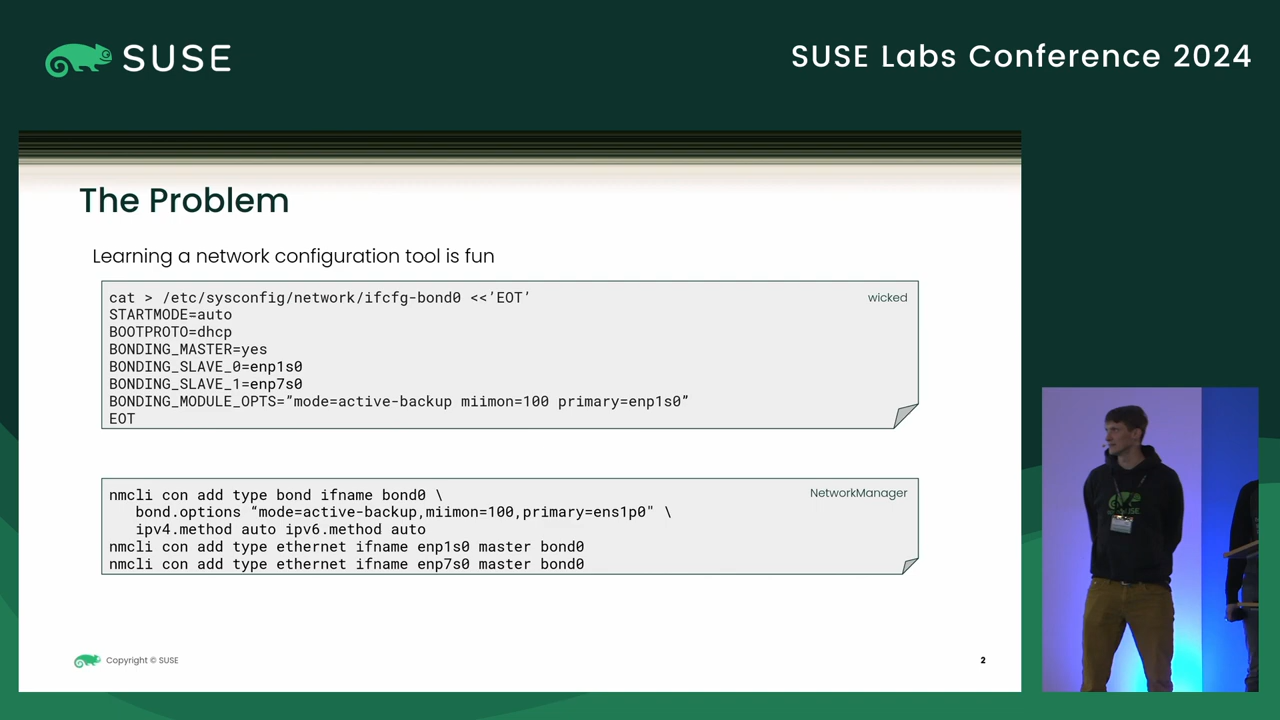 SUSE
SUSE Labs Conference 2024
The Problem
Learning a network configuration tool is fun
cat > /etc/sysconfig/network/ifcfg-bond0 <<’EOT’
wicked
STARTMODE=auto
BOOTPROTO=dhcp
BONDING_MASTER=yes
BONDING_SLAVE_0=enp1s0
BONDING_SLAVE_1=enp7s0
BONDING_MODULE_OPTS=”mode=active-backup miimon=100 primary=enp1s0”
EOT
nmcli con add type bond ifname bond0 \
NetworkManager
bond.options “mode=active-backup,miimon=100,primary=ens1p0" \
ipv4.method auto ipv6.method auto
nmcli con add type ethernet ifname enp1s0 master bond0
nmcli con add type ethernet ifname enp7s0 master bond0
Copyright © SUSE
2